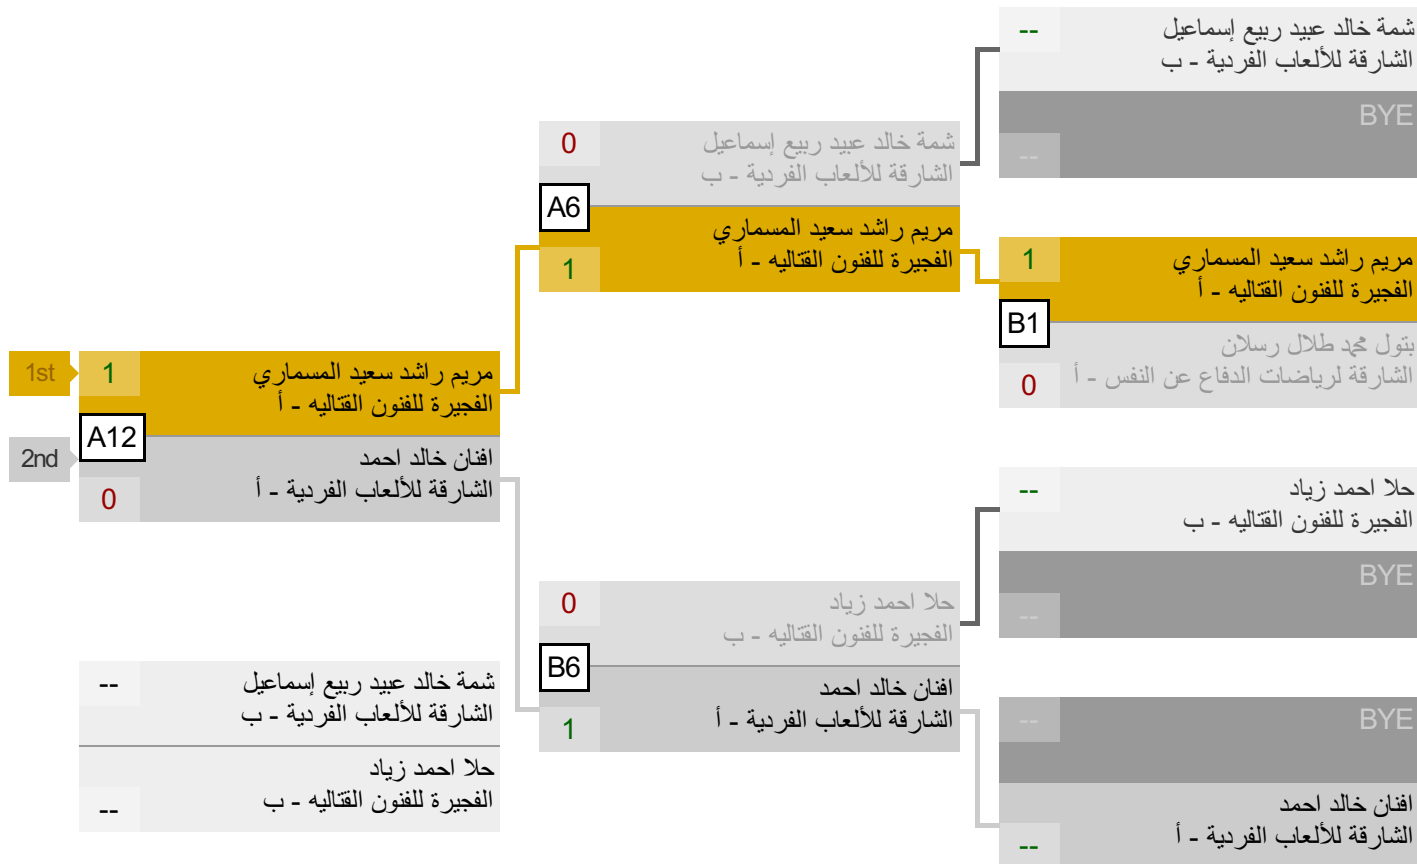 --
شمة خالد عبيد ربيع إسماعيل
الشارقة للألعاب الفردية - ب
BYE
--
0
شمة خالد عبيد ربيع إسماعيل
الشارقة للألعاب الفردية - ب
A6
مريم راشد سعيد المسماري
الفجيرة للفنون القتاليه - أ
1
1
مريم راشد سعيد المسماري
الفجيرة للفنون القتاليه - أ
B1
بتول محمد طلال رسلان
الشارقة لرياضات الدفاع عن النفس - أ
0
1st
1
مريم راشد سعيد المسماري
الفجيرة للفنون القتاليه - أ
A12
2nd
افنان خالد احمد
الشارقة للألعاب الفردية - أ
0
--
حلا احمد زياد
الفجيرة للفنون القتاليه - ب
BYE
--
0
حلا احمد زياد
الفجيرة للفنون القتاليه - ب
B6
افنان خالد احمد
الشارقة للألعاب الفردية - أ
1
--
شمة خالد عبيد ربيع إسماعيل
الشارقة للألعاب الفردية - ب
حلا احمد زياد
الفجيرة للفنون القتاليه - ب
--
--
BYE
افنان خالد احمد
الشارقة للألعاب الفردية - أ
--